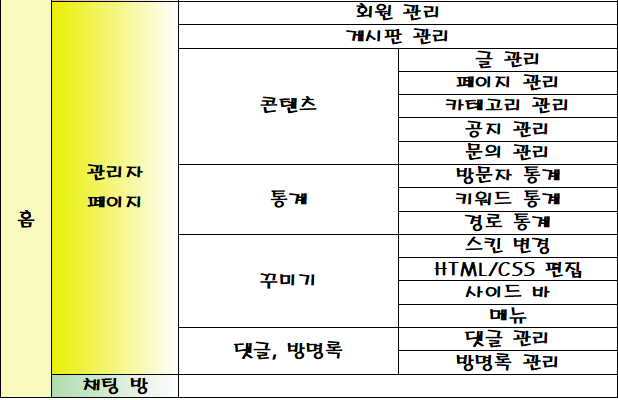 회원 관리
게시판 관리
글 관리
페이지 관리
콘텐츠
카테고리 관리
공지 관리
문의 관리
관리자
페이지
방문자 통계
통계
키워드 통계
경로 통계
홈
스킨 변경
HTML/CSS 편집
꾸미기
사이드 바
메뉴
댓글, 방명록
댓글 관리
방명록 관리
채팅 방